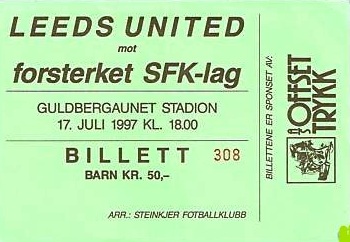 LEEDS UNITED
mot
forsterket SFK-lag
GULDBERGAUNET STADION
17. JULI 1997 KL. 18.00
BILLETT 308
BARN KR. 50,–
ARR.: STEINKJER FOTBALLKLUBB
BILLETTENE ER SPONSET AV:
OFFSET
TRYKK AS